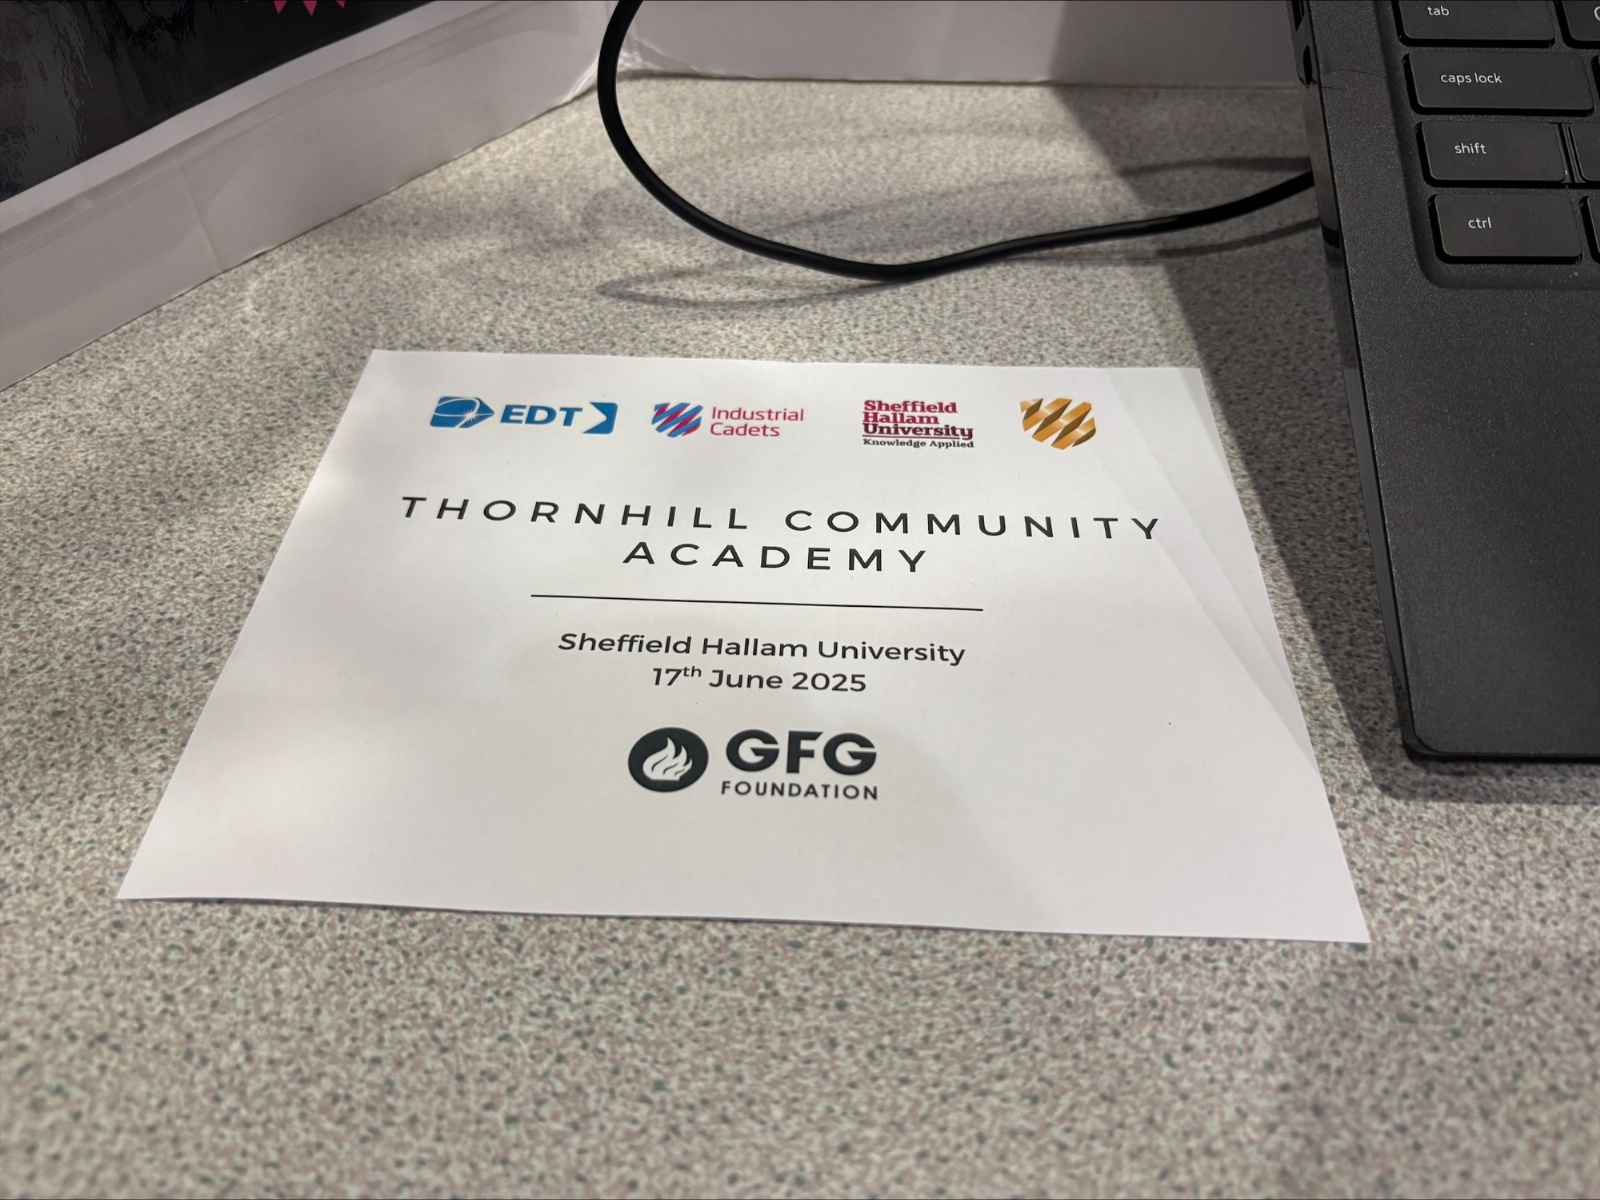 tab
caps lock
shift
ctrl
EDT
Industrial
Cadets
Sheffield
Hallam
University
Knowledge Applied
THORNHILL COMMUNITY
ACADEMY
Sheffield Hallam University
17th June 2025
GFG
FOUNDATION